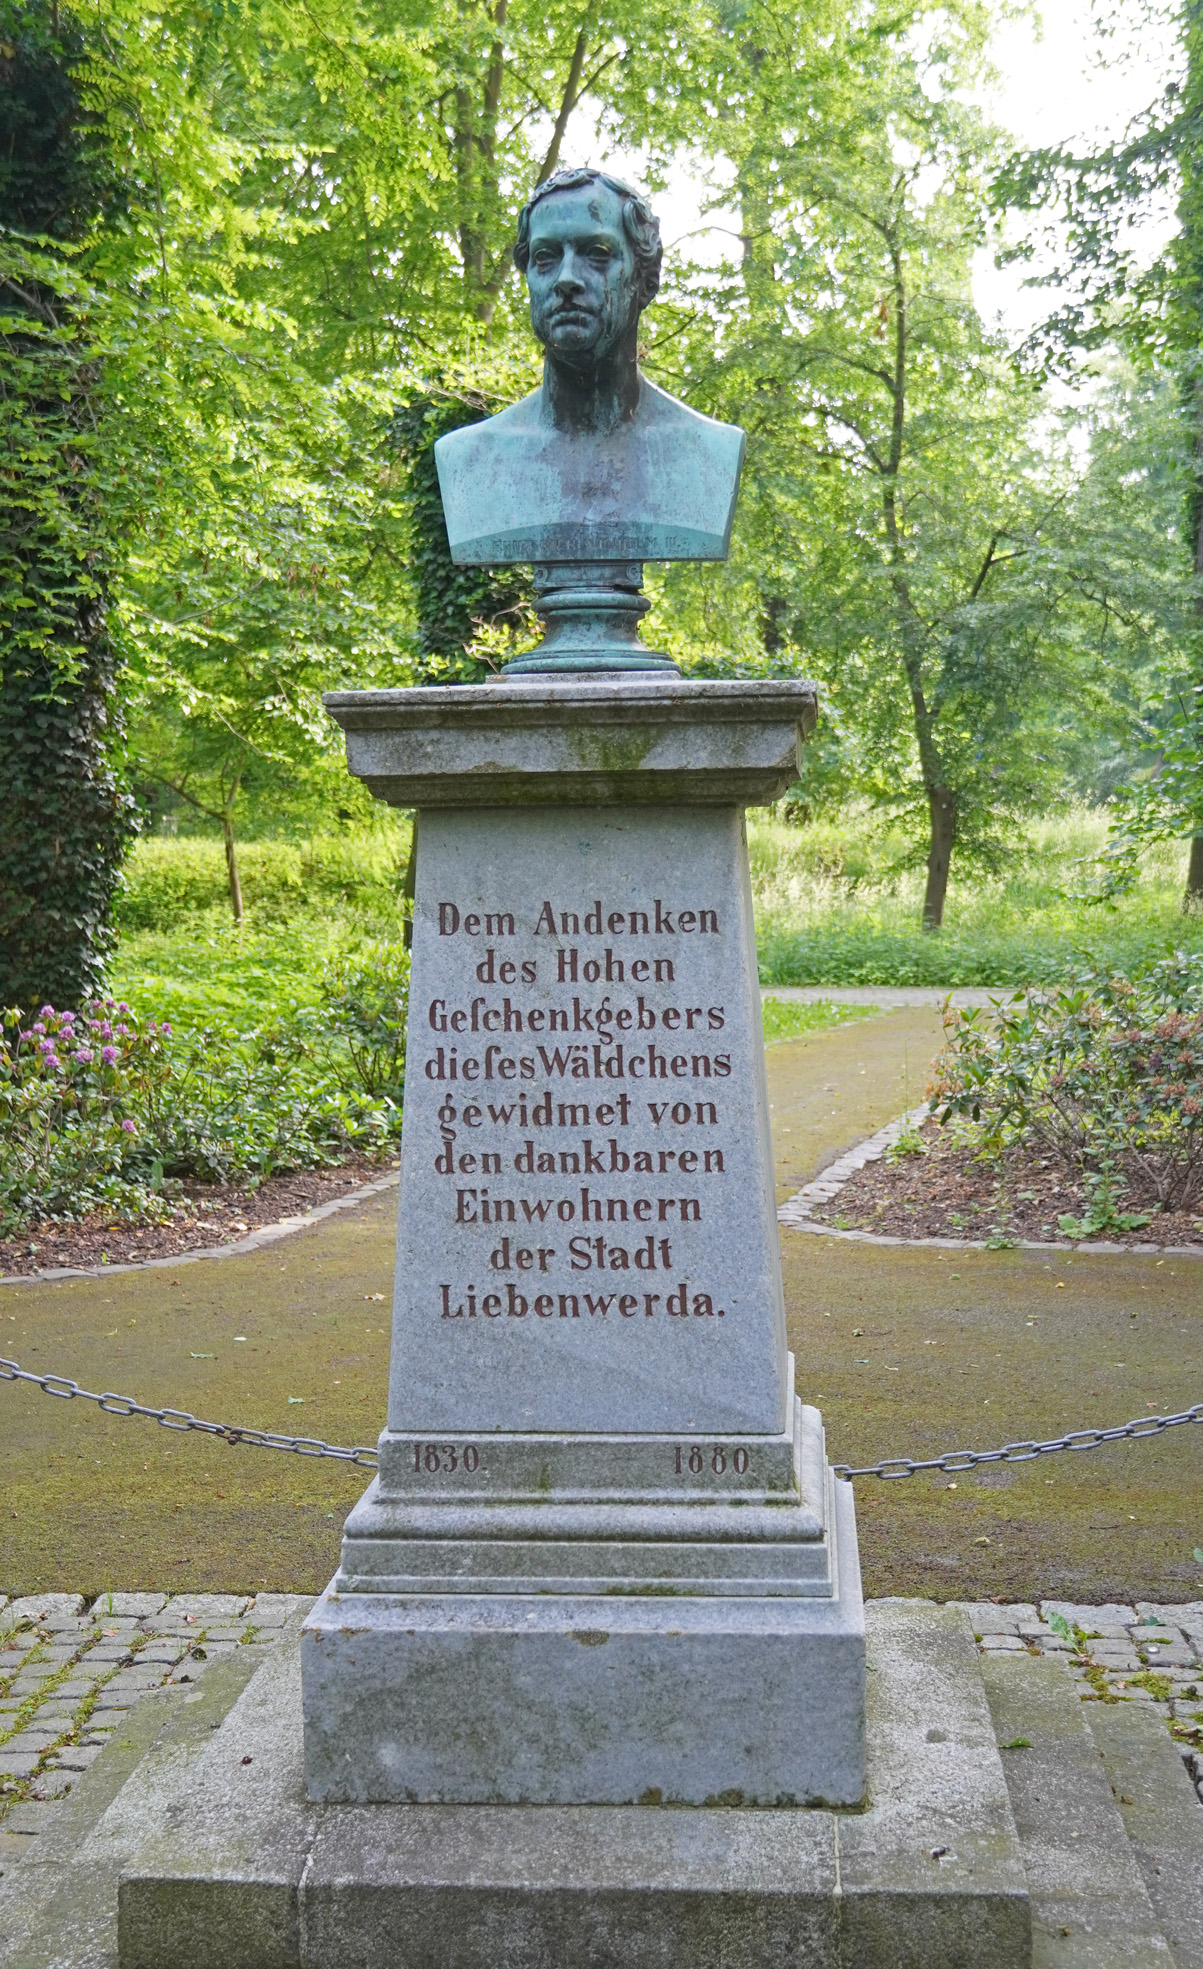 Dem Andenken
des Hohen
Geſchenkgebers
dieſes Wäldchens
gewidmet von
den dankbaren
Einwohnern
der Stadt
Liebenwerda.
1830 1880